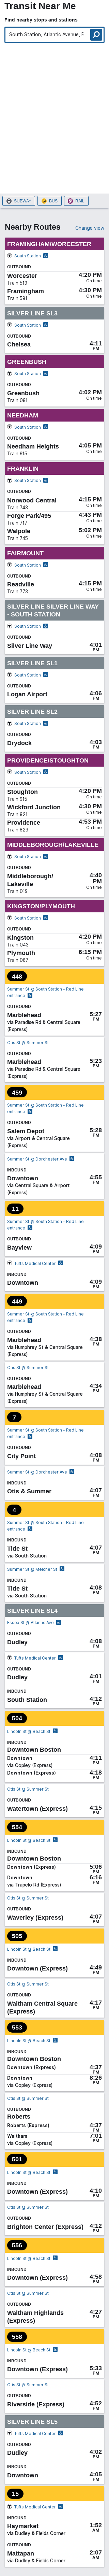 Transit Near Me
Find nearby stops and stations
South Station, Atlantic Avenue, E
SUBWAY BUS RAIL
Nearby Routes Change view
FRAMINGHAM/WORCESTER
South Station
OUTBOUND
Worcester 4:20 PM
Train 519 On time
Framingham 4:30 PM
Train 591 On time
SILVER LINE SL3
South Station
OUTBOUND
Chelsea 4:11
PM
GREENBUSH
South Station
OUTBOUND
Greenbush 4:02 PM
Train 081 On time
NEEDHAM
South Station
OUTBOUND
Needham Heights 4:05 PM
Train 615 On time
FRANKLIN
South Station
OUTBOUND
Norwood Central 4:15 PM
Train 743 On time
Forge Park/495 4:43 PM
Train 717 On time
Walpole 5:02 PM
Train 745 On time
FAIRMOUNT
South Station
OUTBOUND
Readville 4:15 PM
Train 773 On time
SILVER LINE SILVER LINE WAY
- SOUTH STATION
South Station
OUTBOUND
Silver Line Way 4:01
PM
SILVER LINE SL1
South Station
OUTBOUND
Logan Airport 4:06
PM
SILVER LINE SL2
South Station
OUTBOUND
Drydock 4:03
PM
PROVIDENCE/STOUGHTON
South Station
OUTBOUND
Stoughton 4:20 PM
Train 915 On time
Wickford Junction 4:30 PM
Train 821 On time
Providence 4:53 PM
Train 823 On time
MIDDLEBOROUGH/LAKEVILLE
South Station
OUTBOUND
Middleborough/ 4:40
Lakeville PM
Train 019 On time
KINGSTON/PLYMOUTH
South Station
OUTBOUND
Kingston 4:20 PM
Train 043 On time
Plymouth 6:15 PM
Train 067 On time
448
Summer St @ South Station - Red Line
entrance
OUTBOUND
Marblehead 5:27
via Paradise Rd & Central Square PM
(Express)
Otis St @ Summer St
OUTBOUND
Marblehead 5:23
via Paradise Rd & Central Square PM
(Express)
459
Summer St @ South Station - Red Line
entrance
OUTBOUND
Salem Depot 5:28
via Airport & Central Square PM
(Express)
Summer St @ Dorchester Ave
INBOUND
Downtown 4:55
via Central Square & Airport PM
(Express)
11
Summer St @ South Station - Red Line
entrance
OUTBOUND
Bayview 4:09
PM
Tufts Medical Center
INBOUND
Downtown 4:09
PM
449
Summer St @ South Station - Red Line
entrance
OUTBOUND
Marblehead 4:38
via Humphrey St & Central Square PM
(Express)
Otis St @ Summer St
OUTBOUND
Marblehead 4:34
via Humphrey St & Central Square PM
(Express)
7
Summer St @ South Station - Red Line
entrance
OUTBOUND
City Point 4:08
PM
Summer St @ Dorchester Ave
INBOUND
Otis & Summer 4:07
PM
4
Summer St @ South Station - Red Line
entrance
INBOUND
Tide St 4:07
via South Station PM
Summer St @ Melcher St
INBOUND
Tide St 4:08
via South Station PM
SILVER LINE SL4
Essex St @ Atlantic Ave
OUTBOUND
Dudley 4:08
PM
Tufts Medical Center
OUTBOUND
Dudley 4:01
PM
INBOUND
South Station 4:12
PM
504
Lincoln St @ Beach St
INBOUND
Downtown Boston
Downtown 4:11
via Copley (Express) PM
Downtown (Express) 4:18
PM
Otis St @ Summer St
OUTBOUND
Watertown (Express) 4:15
PM
554
Lincoln St @ Beach St
INBOUND
Downtown Boston
Downtown (Express) 5:06
PM
Downtown 6:16
via Trapelo Rd (Express) PM
Otis St @ Summer St
OUTBOUND
Waverley (Express) 4:07
PM
505
Lincoln St @ Beach St
INBOUND
Downtown (Express) 4:49
PM
Otis St @ Summer St
OUTBOUND
Waltham Central Square 4:17
(Express) PM
553
Lincoln St @ Beach St
INBOUND
Downtown Boston
Downtown (Express) 4:37
PM
Downtown 8:26
via Copley (Express) PM
Otis St @ Summer St
OUTBOUND
Roberts
Roberts (Express) 4:37
PM
Waltham 7:01
via Copley (Express) PM
501
Lincoln St @ Beach St
INBOUND
Downtown (Express) 4:10
PM
Otis St @ Summer St
OUTBOUND
Brighton Center (Express) 4:12
PM
556
Lincoln St @ Beach St
INBOUND
Downtown (Express) 4:58
PM
Otis St @ Summer St
OUTBOUND
Waltham Highlands 4:27
(Express) PM
558
Lincoln St @ Beach St
INBOUND
Downtown (Express) 5:33
PM
Otis St @ Summer St
OUTBOUND
Riverside (Express) 4:52
PM
SILVER LINE SL5
Tufts Medical Center
OUTBOUND
Dudley 4:02
PM
INBOUND
Downtown 4:05
PM
15
Tufts Medical Center
INBOUND
Haymarket 1:52
via Dudley & Fields Corner AM
OUTBOUND
Mattapan 2:07
via Dudley & Fields Corner AM